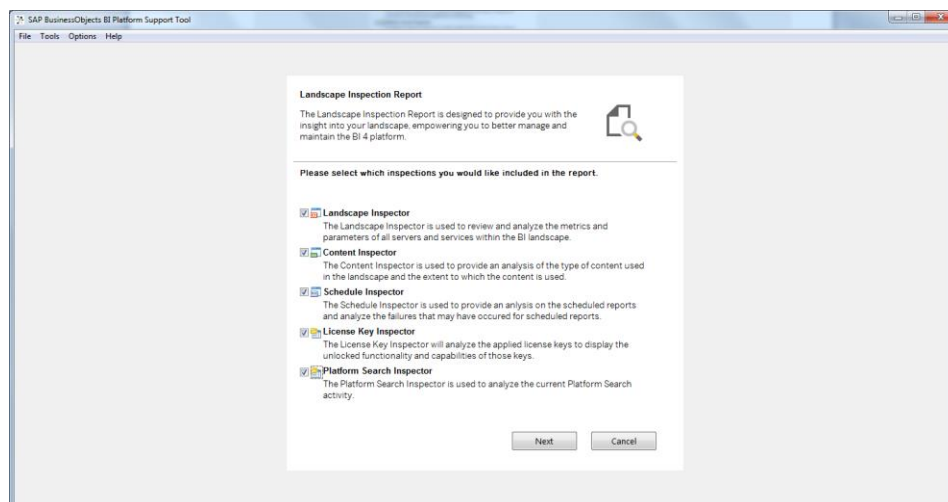 SAP BusinessObjects BI Platform Support Tool
File Tools Options Help
Landscape Inspection Report
The Landscape Inspection Report is designed to provide you with the
insight into your landscape, empowering you to better manage and
maintain the BI 4 platform.
Please select which inspections you would like included in the report.
Landscape Inspector
The Landscape Inspector is used to review and analyze the metrics and
parameters of all servers and services within the BI landscape.
Content Inspector
The Content Inspector is used to provide an analysis of the type of content used
in the landscape and the extent to which the content is used.
Schedule Inspector
The Schedule Inspector is used to provide an anlysis on the scheduled reports
and analyze the failures that may have occured for scheduled reports.
License Key Inspector
The License Key Inspector will analyze the applied license keys to display the
unlocked functionality and capabilities of those keys.
Platform Search Inspector
The Platform Search Inspector is used to analyze the current Platform Search
activity.
Next Cancel